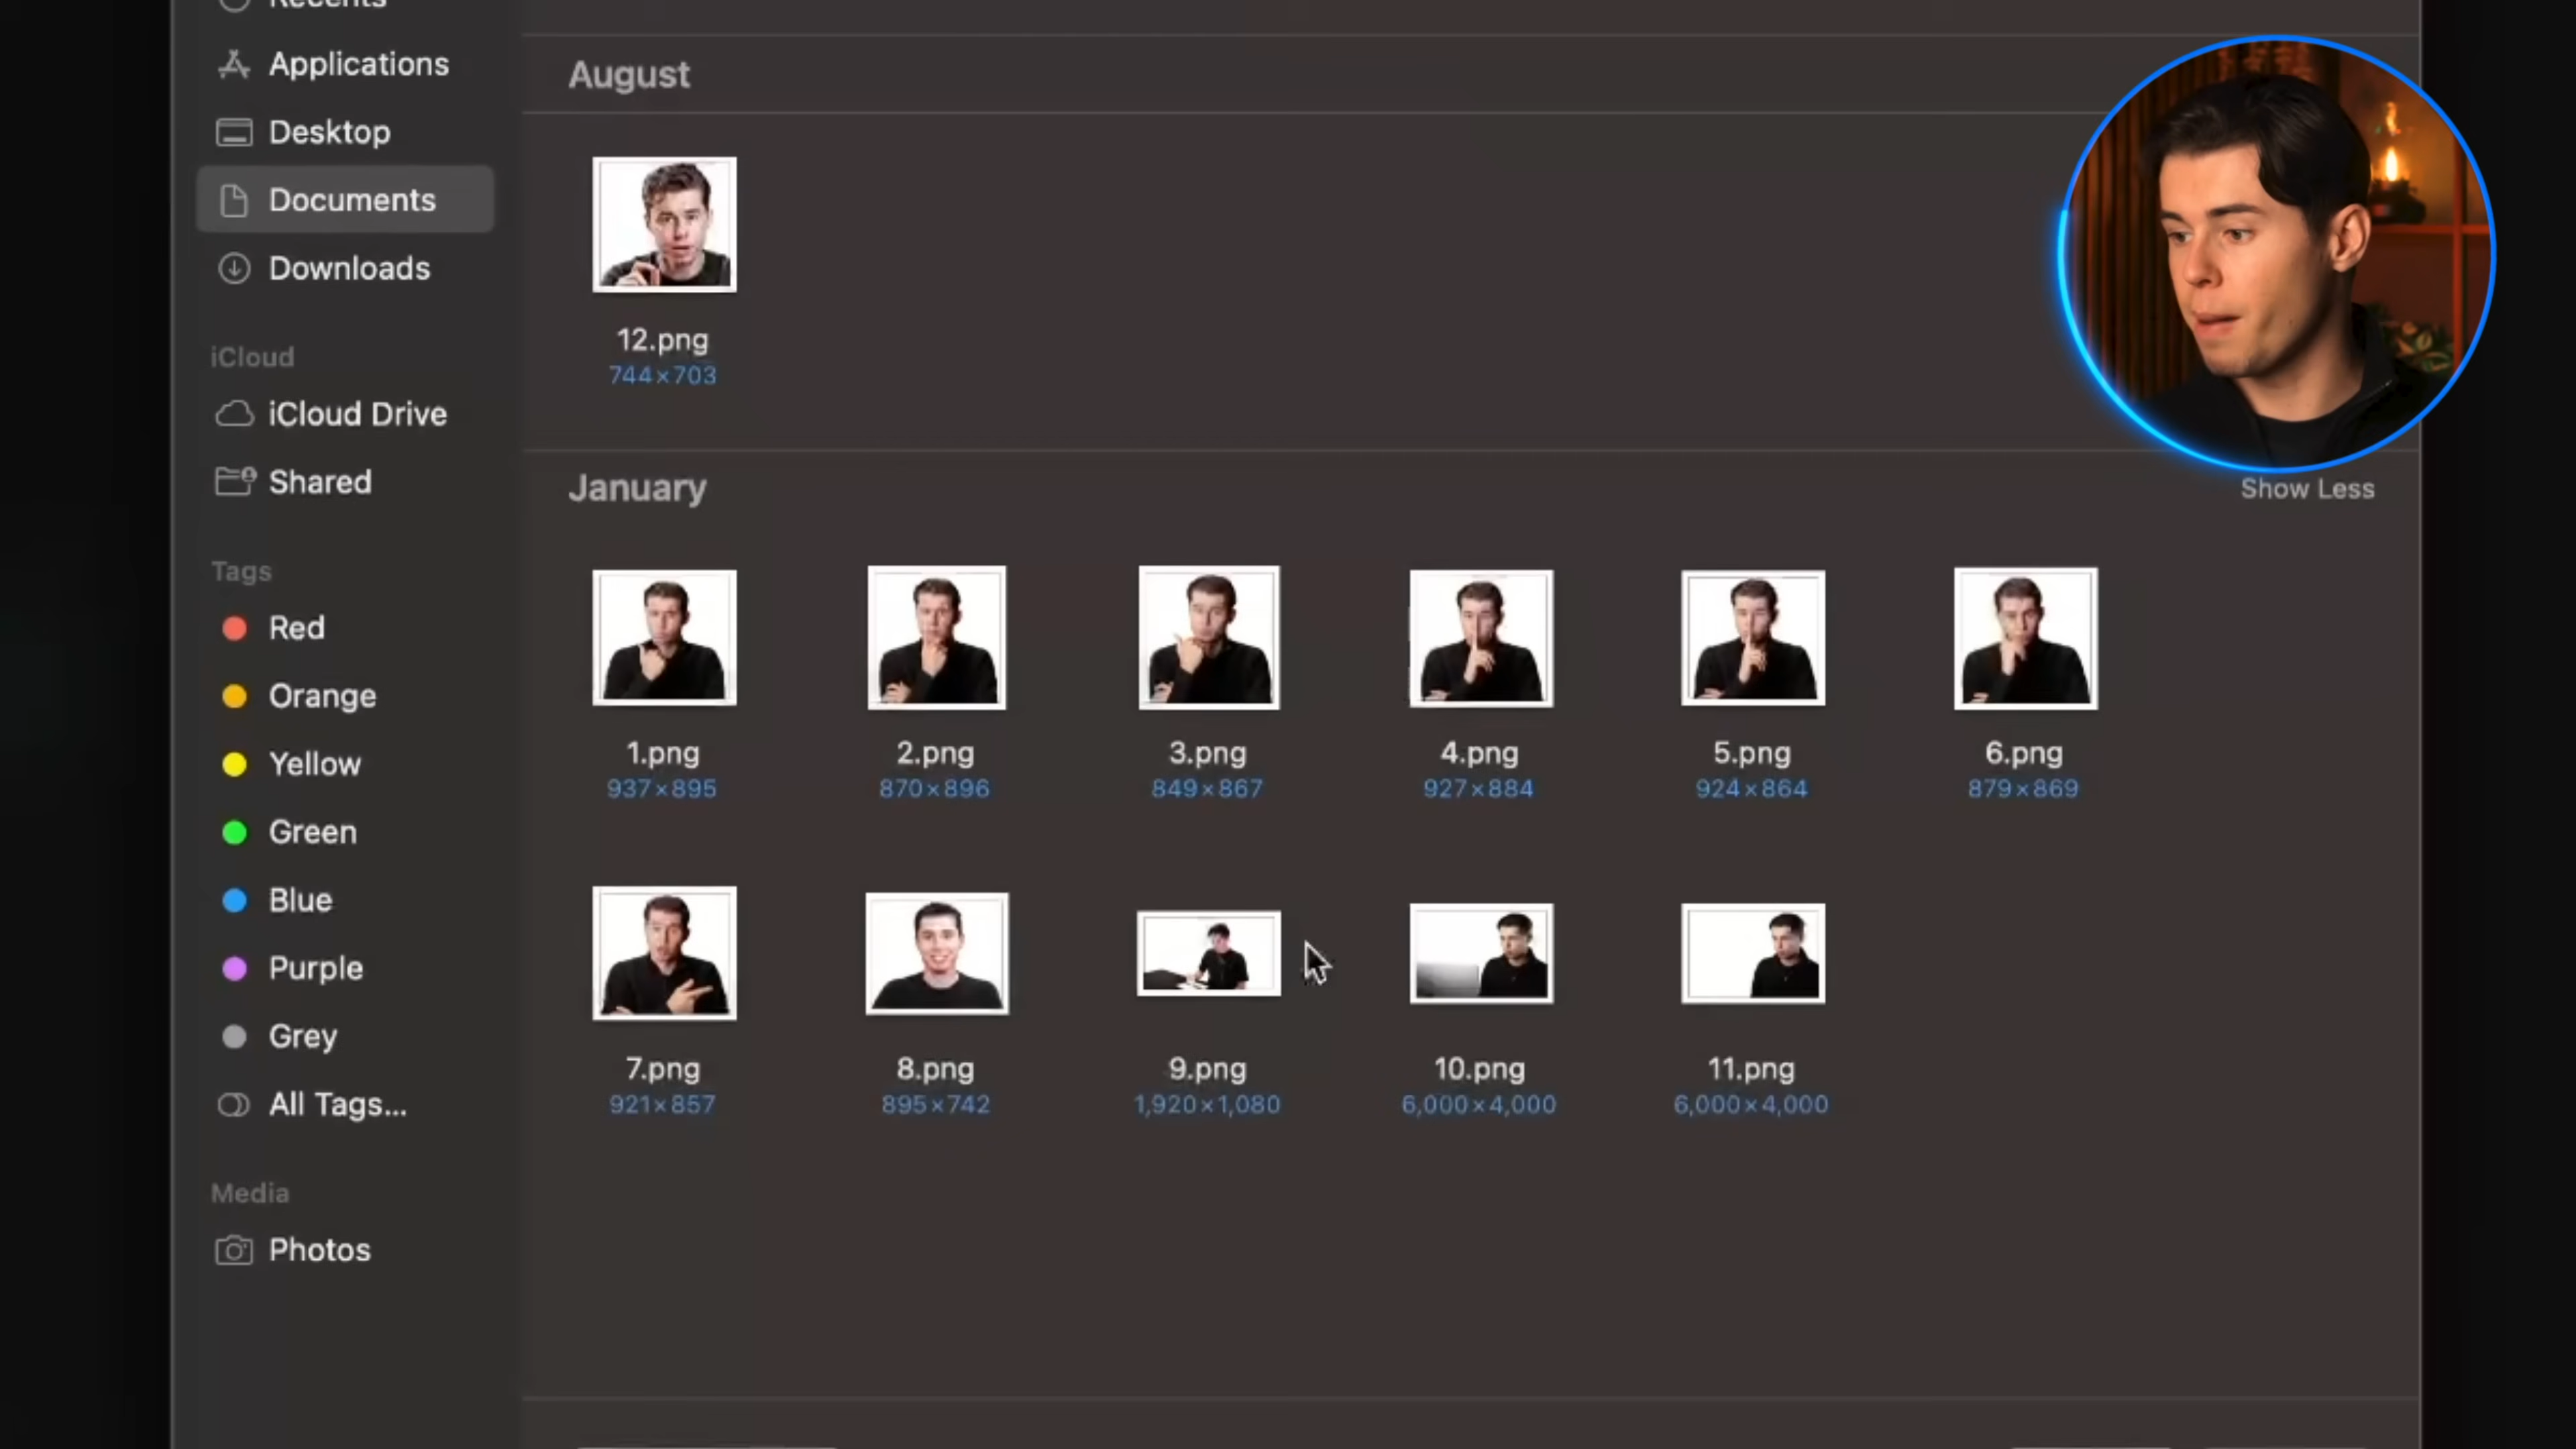 Recents
Applications
Desktop
Documents
Downloads
iCloud
iCloud Drive
Shared
Tags
Red
Orange
Yellow
Green
Blue
Purple
Grey
All Tags...
Media
Photos
August
12.png
744×703
January
Show Less
1.png
937×895
2.png
870×896
3.png
849×867
4.png
927×884
5.png
924×864
6.png
879×869
7.png
921×857
8.png
895×742
9.png
1,920×1,080
10.png
6,000×4,000
11.png
6,000×4,000